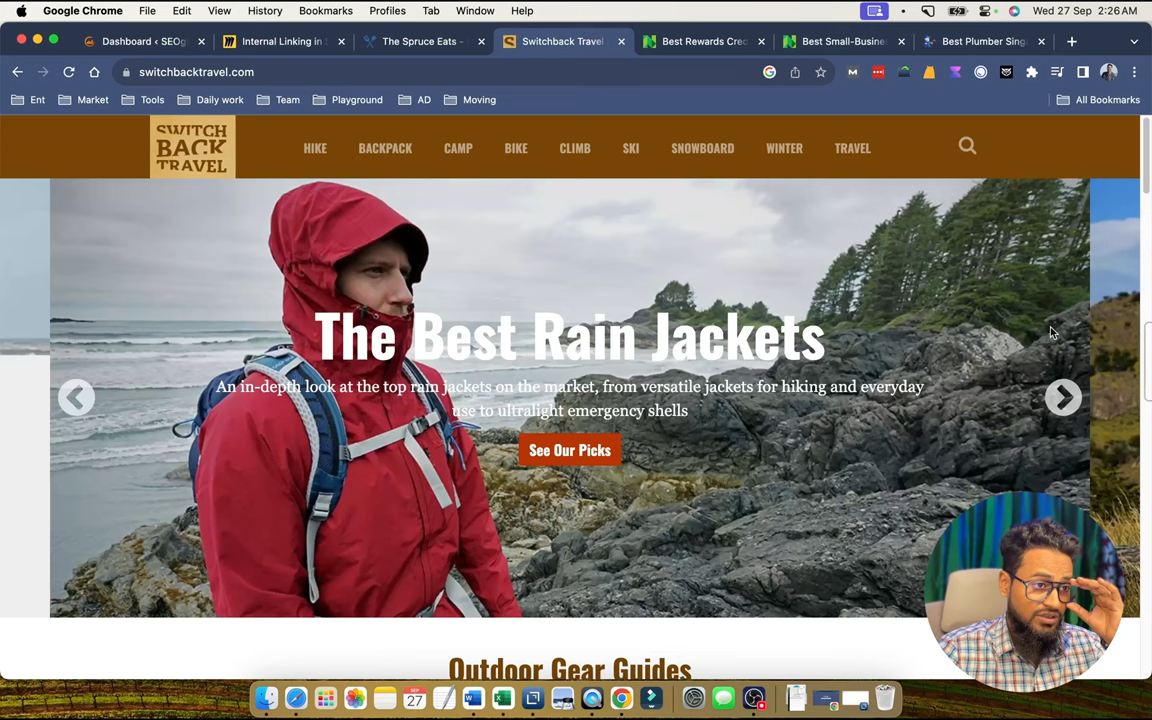 Google Chrome File Edit View History Bookmarks Profiles Tab Window Help Wed 27 Sep 2:26 AM
Dashboard ‹ SEOg Internal Linking in The Spruce Eats - Switchback Travel Best Rewards Cre Best Small-Busine Best Plumber Sing
switchbacktravel.com
Ent Market Tools Daily work Team Playground AD Moving All Bookmarks
SWITCH
BACK
TRAVEL
HIKE BACKPACK CAMP BIKE CLIMB SKI SNOWBOARD WINTER TRAVEL
The Best Rain Jackets
An in-depth look at the top rain jackets on the market, from versatile jackets for hiking and everyday
use to ultralight emergency shells
See Our Picks
Outdoor Gear Guides
SEP
27